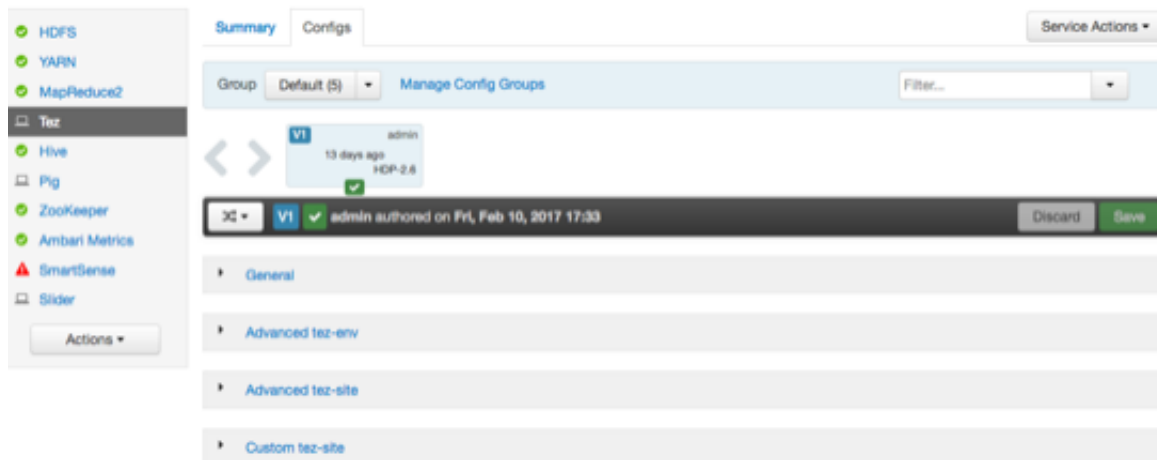 HDFS
YARN
MapReduce2
Tez
Hive
Pig
ZooKeeper
Ambari Metrics
SmartSense
Slider
Actions
Summary Configs
Service Actions
Group Default (5) Manage Config Groups Filter...
V1 admin
13 days ago
HDP-2.6
V1 admin authored on Fri, Feb 10, 2017 17:33 Discard Save
General
Advanced tez-env
Advanced tez-site
Custom tez-site